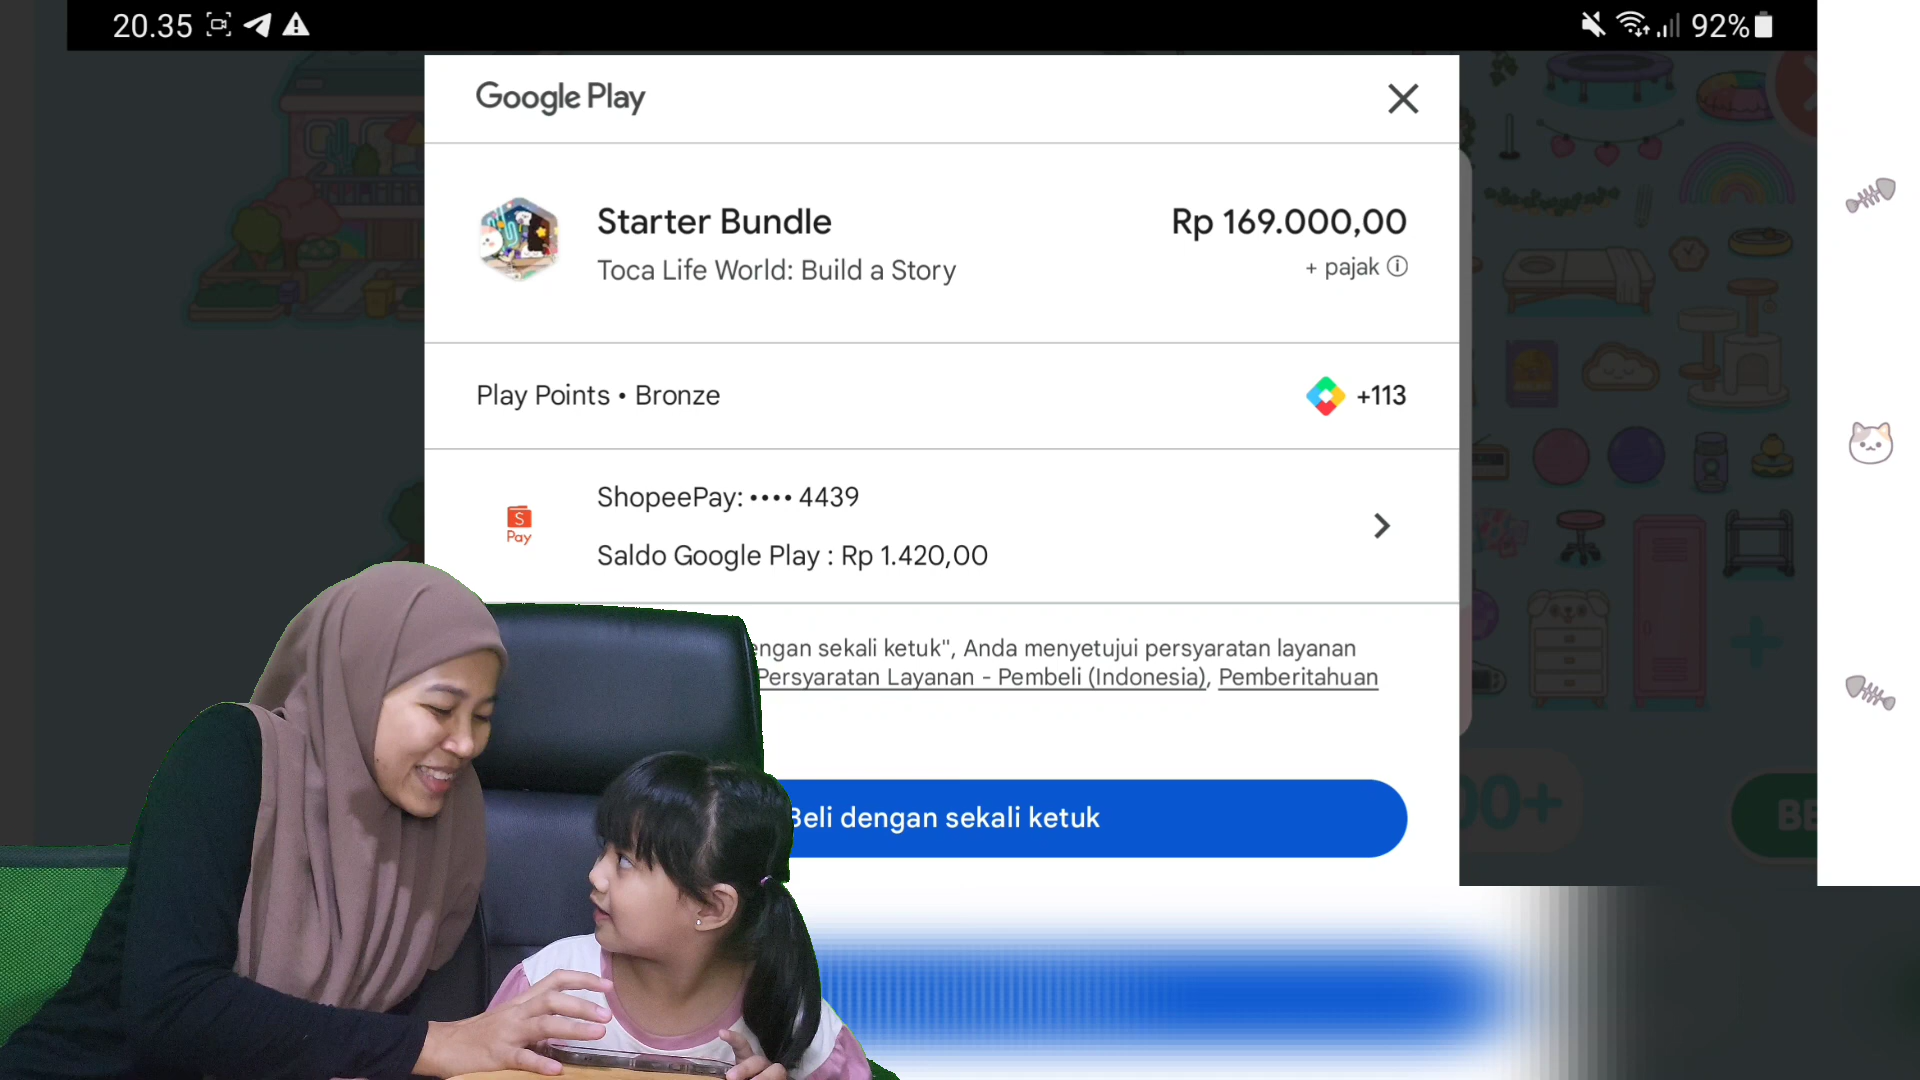 20.35
92%
Google Play
Starter Bundle
Rp 169.000,00
Toca Life World: Build a Story
+ pajak
Play Points • Bronze
+113
ShopeePay: •••• 4439
S
Pay
Saldo Google Play : Rp 1.420,00
sekali ketuk", Anda menyetujui persyaratan layanan
Persyaratan Layanan - Pembeli (Indonesia), Pemberitahuan
Beli dengan sekali ketuk
00+